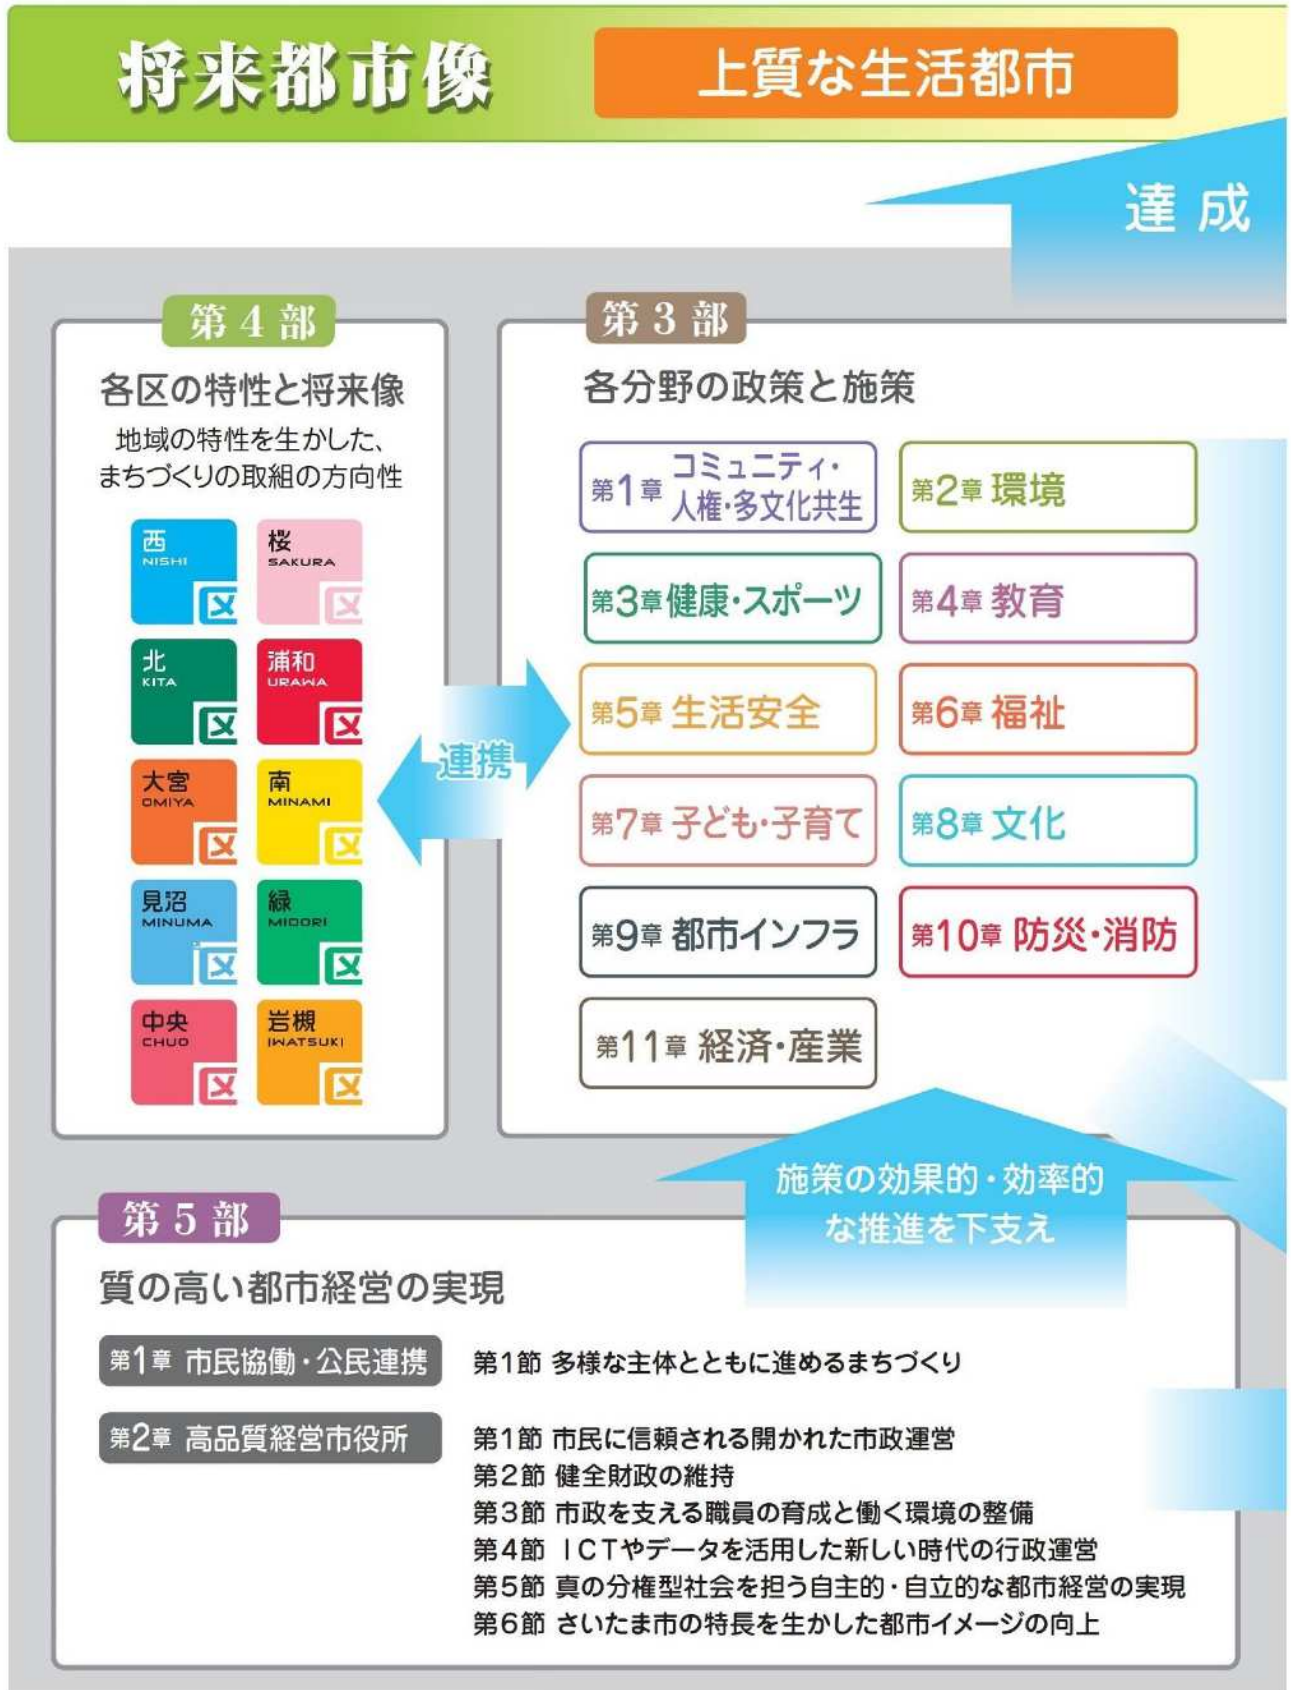 将来都市像
上質な生活都市
達成
第4部
各区の特性と将来像
地域の特性を生かした、
まちづくりの取組の方向性
西
NISHI
区
桜
SAKURA
区
北
KITA
区
浦和
URAWA
区
大宮
OMIYA
区
南
MINAMI
区
見沼
MINUMA
区
緑
MIDORI
区
中央
CHUO
区
岩槻
IWATSUKI
区
連携
第3部
各分野の政策と施策
第1章 コミュニティ・
人権・多文化共生
第2章 環境
第3章 健康・スポーツ
第4章 教育
第5章 生活安全
第6章 福祉
第7章 子ども・子育て
第8章 文化
第9章 都市インフラ
第10章 防災・消防
第11章 経済・産業
施策の効果的・効率的
な推進を下支え
第5部
質の高い都市経営の実現
第1章 市民協働・公民連携
第1節 多様な主体とともに進めるまちづくり
第2章 高品質経営市役所
第1節 市民に信頼される開かれた市政運営
第2節 健全財政の維持
第3節 市政を支える職員の育成と働く環境の整備
第4節 ICTやデータを活用した新しい時代の行政運営
第5節 真の分権型社会を担う自主的・自立的な都市経営の実現
第6節 さいたま市の特長を生かした都市イメージの向上